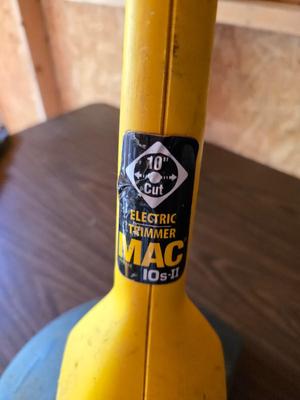 10"
Cut
ELECTRIC
TRIMMER
MAC
10s-II